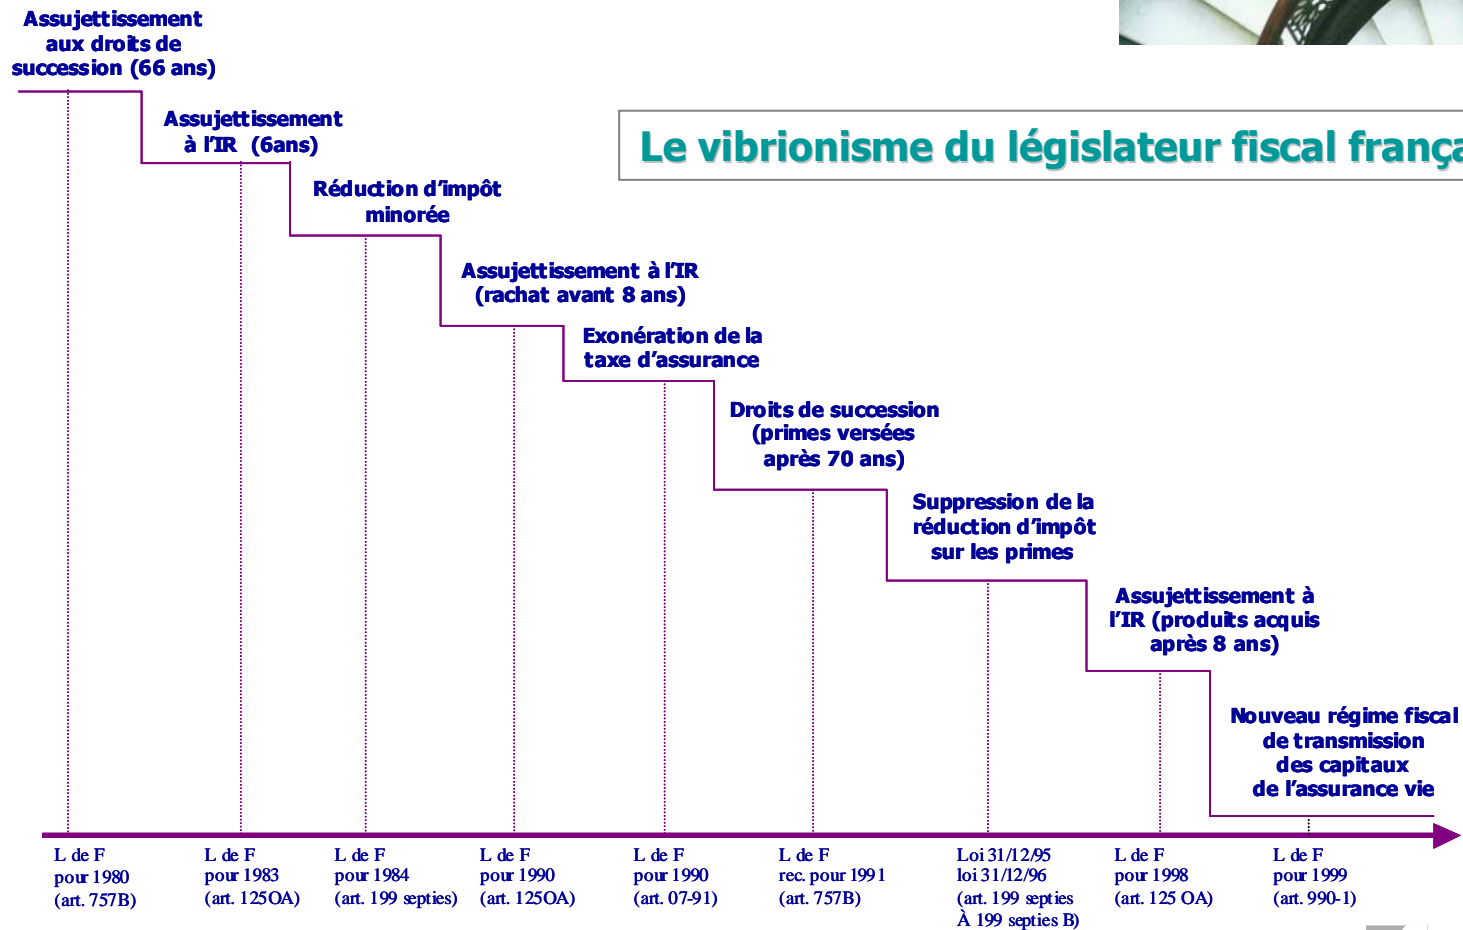 Assujettissement
aux droits de
succession (66 ans)
Assujettissement
à l'IR (6ans)
Le vibrionisme du législateur fiscal frança
Réduction d'impôt
minorée
Assujettissement à l'IR
(rachat avant 8 ans)
Exonération de la
taxe d'assurance
Droits de succession
(primes versées
après 70 ans)
Suppression de la
réduction d'impôt
sur les primes
Assujettissement à
l'IR (produits acquis
après 8 ans)
Nouveau régime fiscal
de transmission
des capitaux
de l'assurance vie
L de F
pour 1980
(art. 757B)
L de F
pour 1983
(art. 125OA)
L de F
pour 1984
(art. 199 septies)
L de F
pour 1990
(art. 125OA)
L de F
pour 1990
(art. 07-91)
L de F
rec. pour 1991
(art. 757B)
Loi 31/12/95
loi 31/12/96
(art. 199 septies
À 199 septies B)
L de F
pour 1998
(art. 125 OA)
L de F
pour 1999
(art. 990-1)